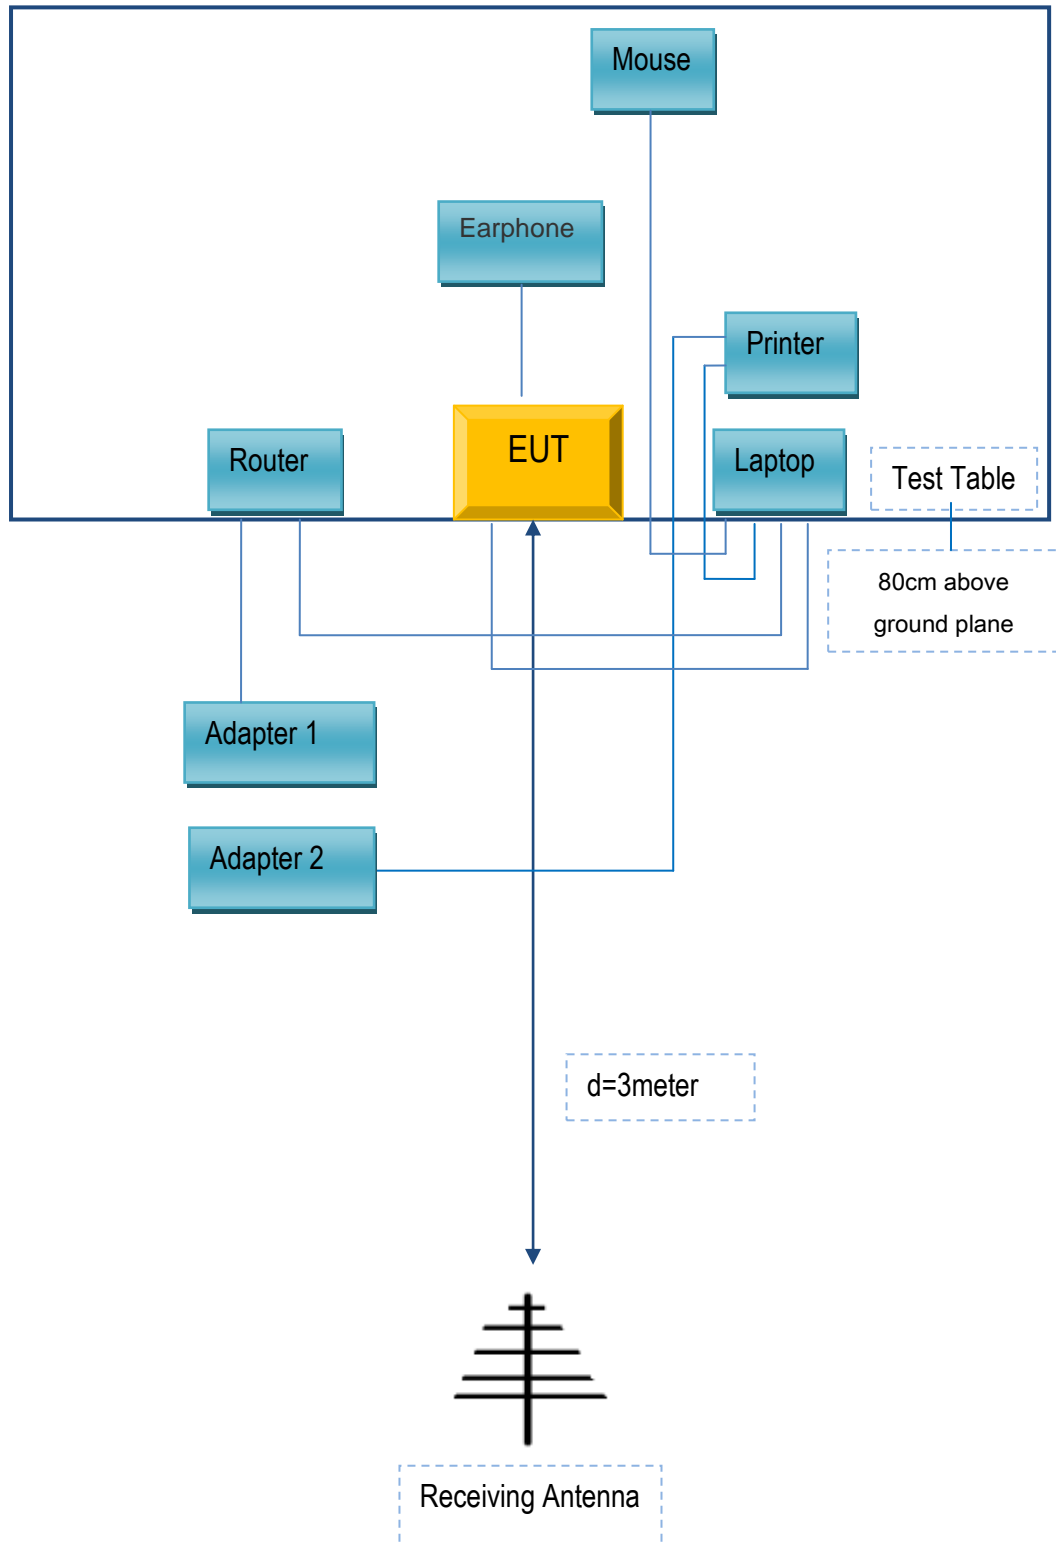 Mouse
Earphone
Printer
EUT
Router
Laptop
Test Table
80cm above
ground plane
Adapter 1
Adapter 2
d=3meter
Receiving Antenna